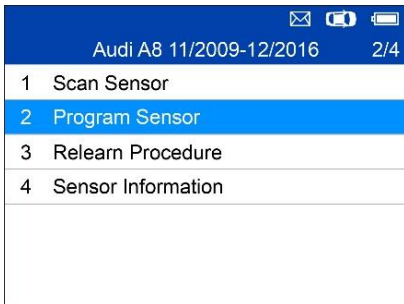 Audi A8 11/2009-12/2016 2/4
1 Scan Sensor
2 Program Sensor
3 Relearn Procedure
4 Sensor Information